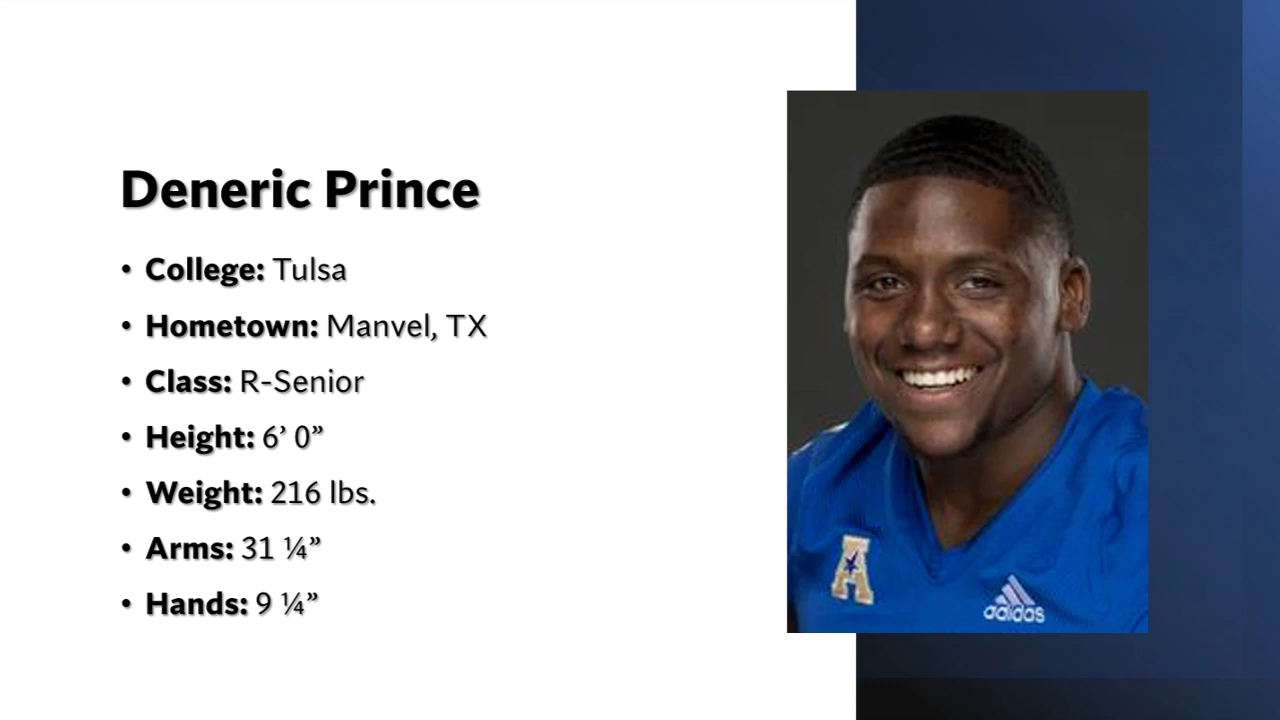 Deneric Prince
• College: Tulsa
• Hometown: Manvel, TX
• Class: R-Senior
• Height: 6’ 0”
• Weight: 216 lbs.
• Arms: 31 ¼”
• Hands: 9 ¼”
A
adidas